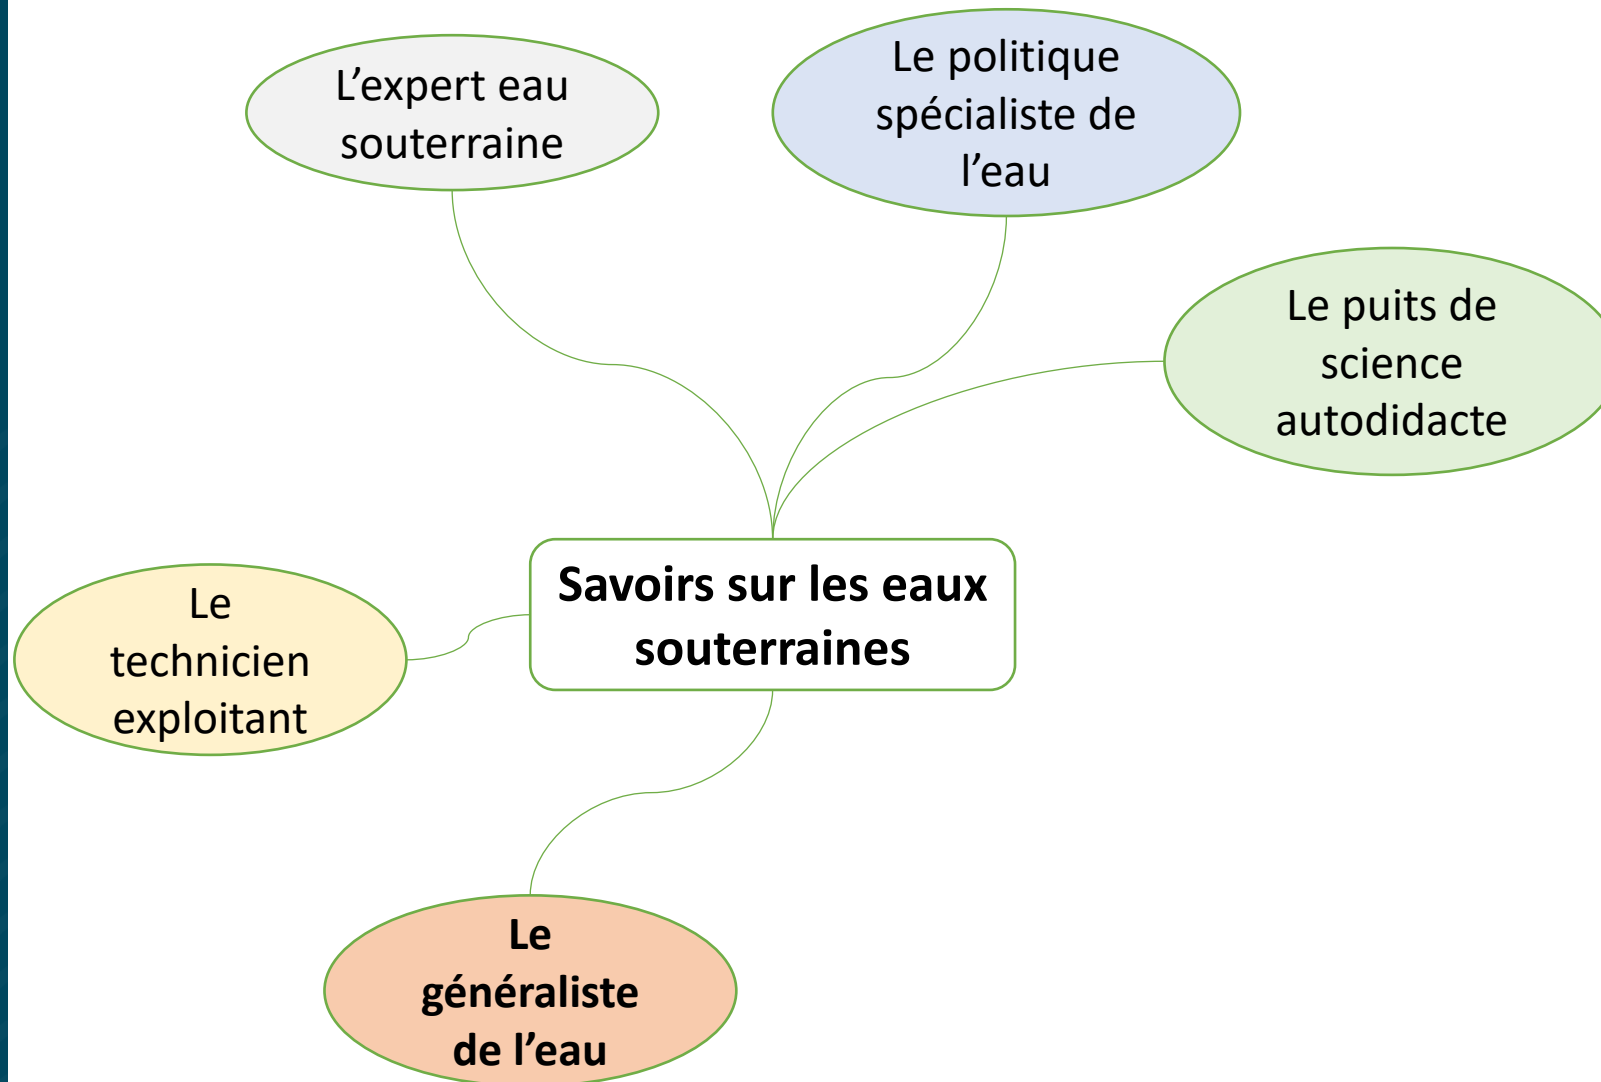 L’expert eau
souterraine
Le politique
spécialiste de
l’eau
Le puits de
science
autodidacte
Savoirs sur les eaux
souterraines
Le
technicien
exploitant
Le
généraliste
de l’eau